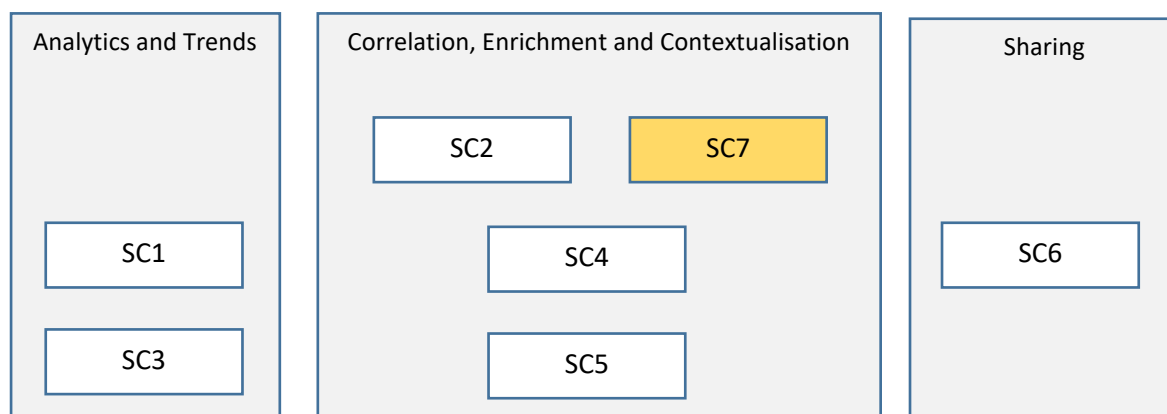 Analytics and Trends
SC1
SC3
Correlation, Enrichment and Contextualisation
SC2
SC7
SC4
SC5
Sharing
SC6